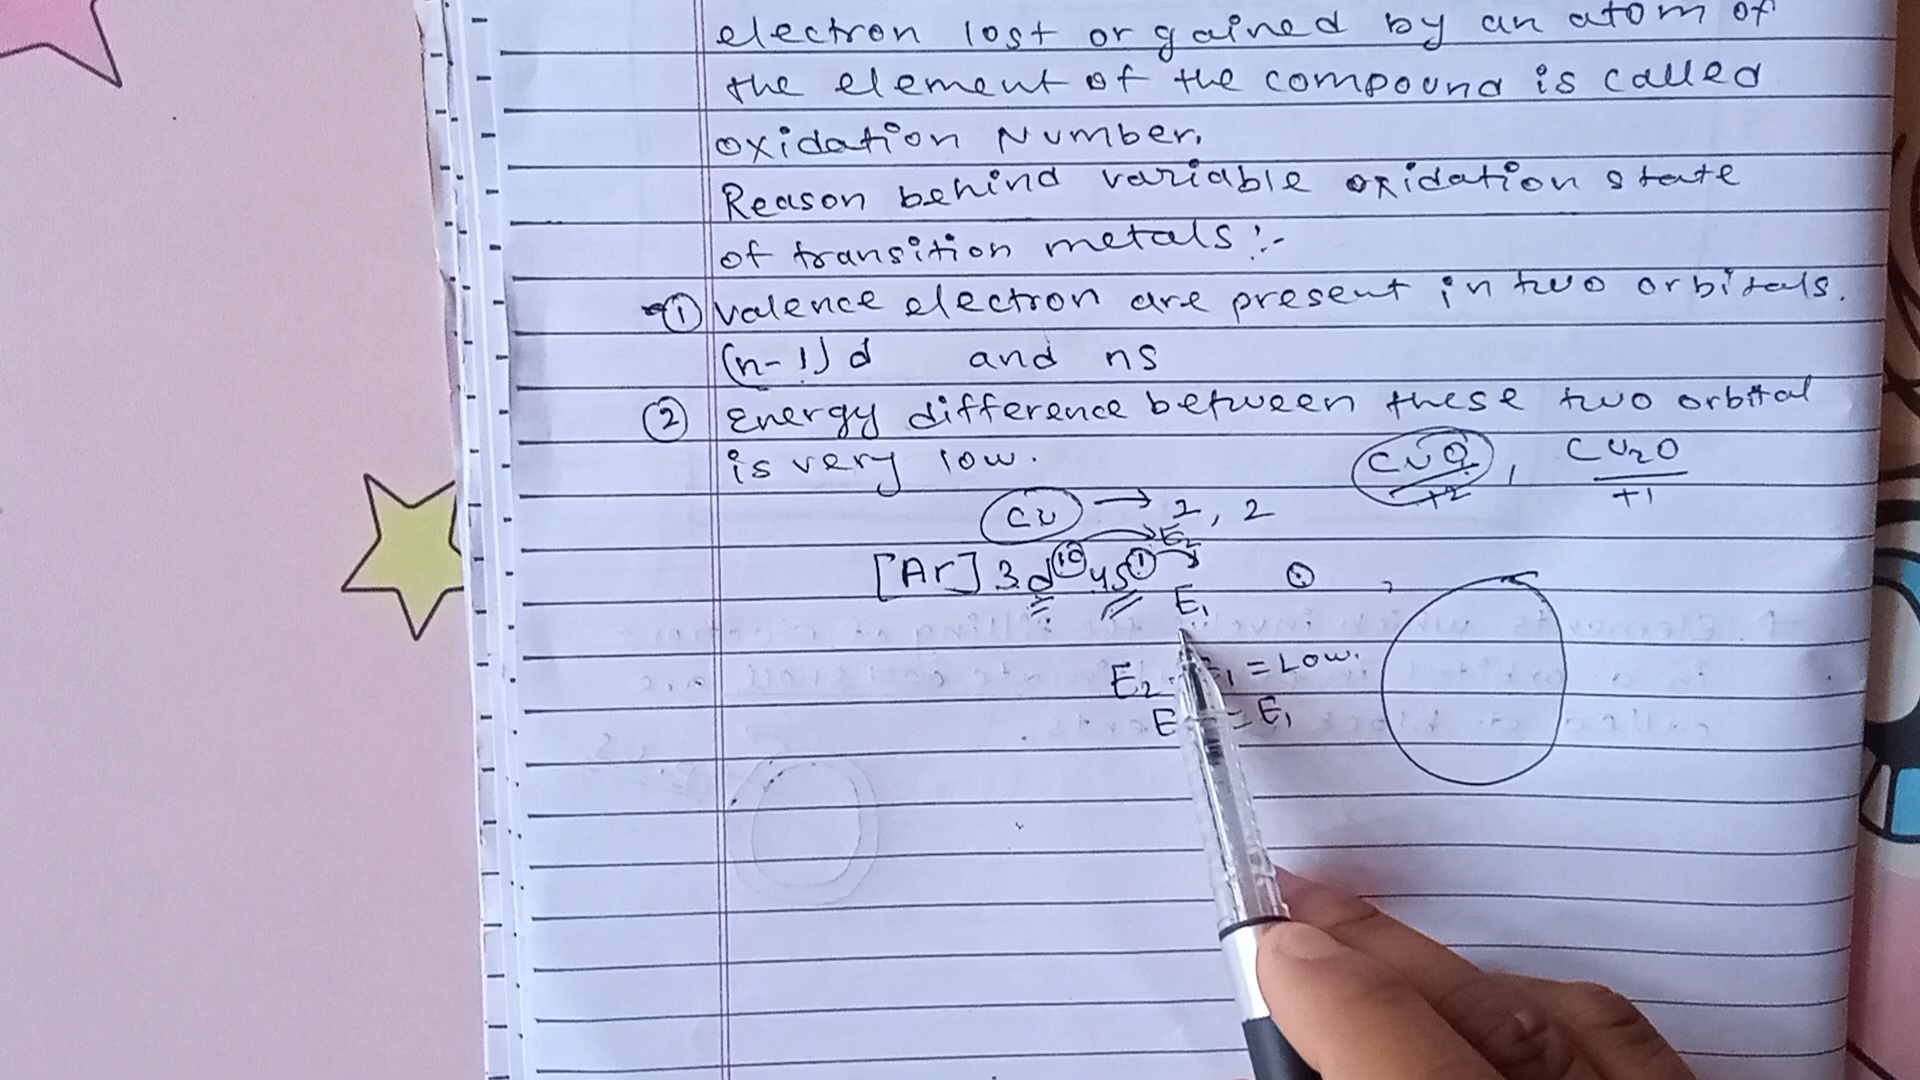 electron lost or gained by an atom of
the element of the compound is called
oxidation Number.
Reason behind variable oxidation state
of transition metals :-
① valence electron are present in two orbitals.
(n-1)d and ns
② Energy difference between these two orbital
is very low.
CuO, Cu2O
+2 +1
Cu → 2, 2
E2
[Ar] 3d10 4s1
E1
E2 - E1 = Low.
E = E1